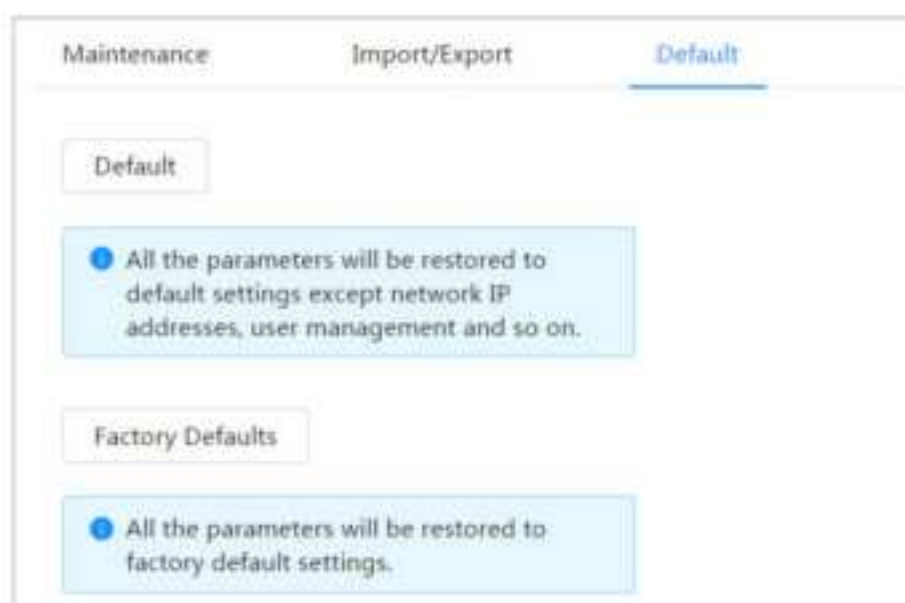 Maintenance Import/Export Default
Default
All the parameters will be restored to
default settings except network IP
addresses, user management and so on.
Factory Defaults
All the parameters will be restored to
factory default settings.